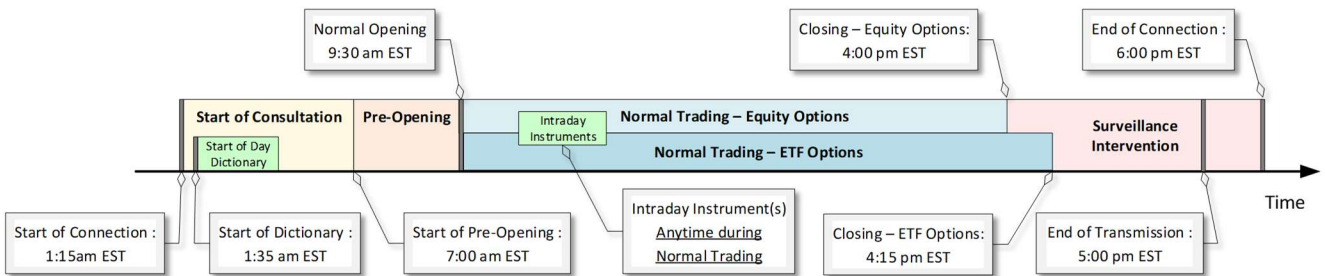 Normal Opening
9:30 am EST
Closing – Equity Options:
4:00 pm EST
End of Connection :
6:00 pm EST
Start of Consultation
Pre-Opening
Normal Trading – Equity Options
Intraday
Instruments
Surveillance
Intervention
Start of Day
Dictionary
Normal Trading – ETF Options
Time
Start of Connection :
1:15am EST
Start of Dictionary :
1:35 am EST
Start of Pre-Opening :
7:00 am EST
Intraday Instrument(s)
Anytime during
Normal Trading
Closing – ETF Options:
4:15 pm EST
End of Transmission :
5:00 pm EST